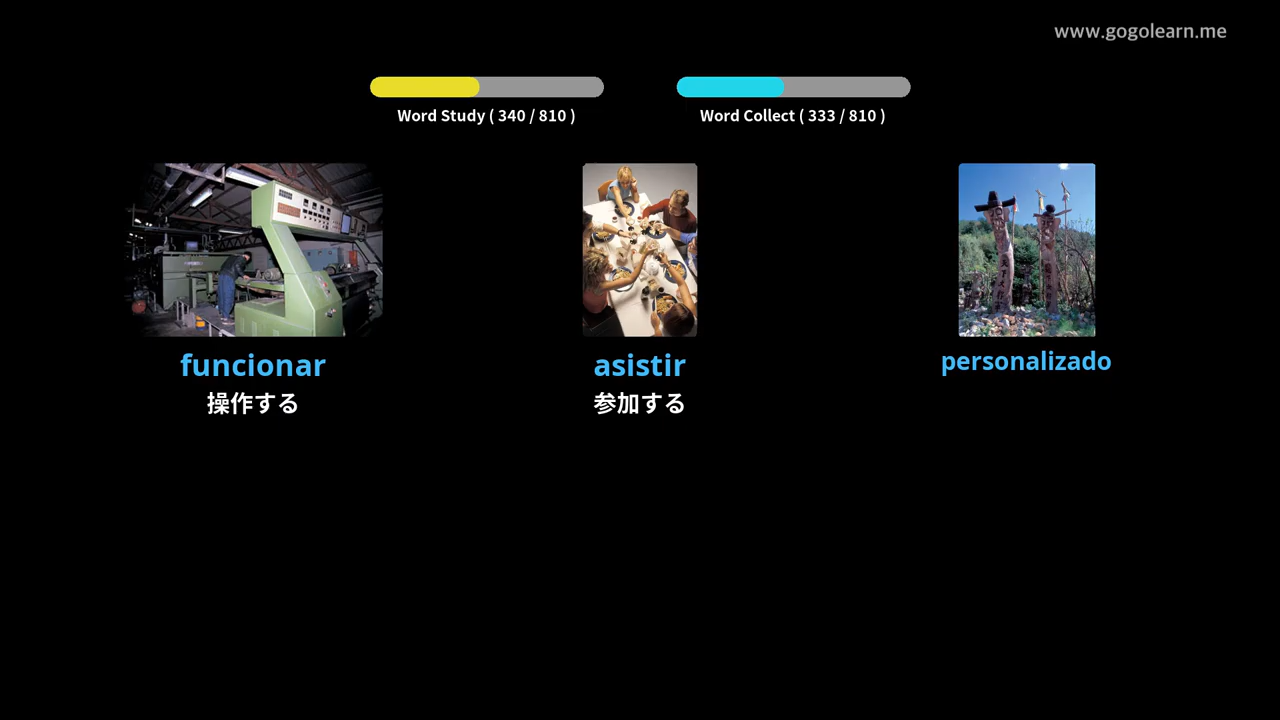 www.gogolearn.me
Word Study ( 340 / 810 )
Word Collect ( 333 / 810 )
funcionar
操作する
asistir
参加する
personalizado